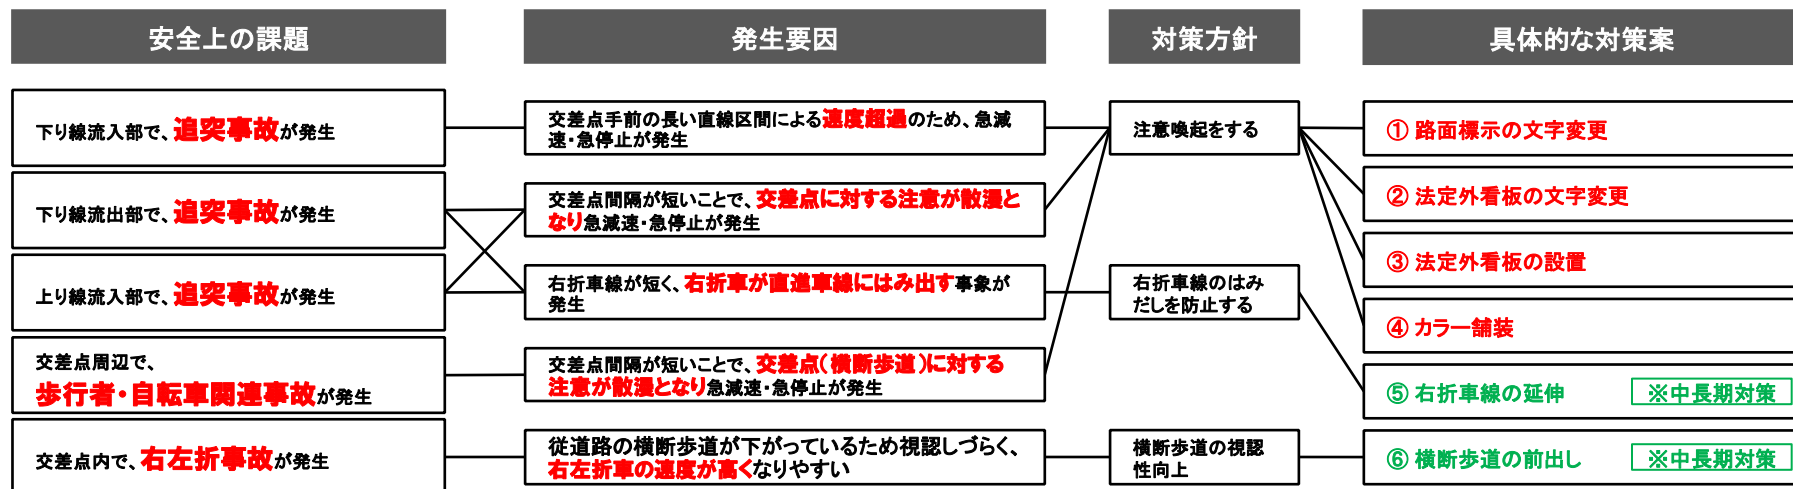 安全上の課題
発生要因
対策方針
具体的な対策案
下り線流入部で、追突事故が発生
交差点手前の長い直線区間による速度超過のため、急減
速・急停止が発生
注意喚起をする
① 路面標示の文字変更
下り線流出部で、追突事故が発生
交差点間隔が短いことで、交差点に対する注意が散漫と
なり急減速・急停止が発生
② 法定外看板の文字変更
上り線流入部で、追突事故が発生
右折車線が短く、右折車が直進車線にはみ出す事象が
発生
右折車線のはみ
だしを防止する
③ 法定外看板の設置
④ カラー舗装
交差点周辺で、
歩行者・自転車関連事故が発生
交差点間隔が短いことで、交差点(横断歩道)に対する
注意が散漫となり急減速・急停止が発生
⑤ 右折車線の延伸 ※中長期対策
交差点内で、右左折事故が発生
従道路の横断歩道が下がっているため視認しづらく、
右左折車の速度が高くなりやすい
横断歩道の視認
性向上
⑥ 横断歩道の前出し ※中長期対策